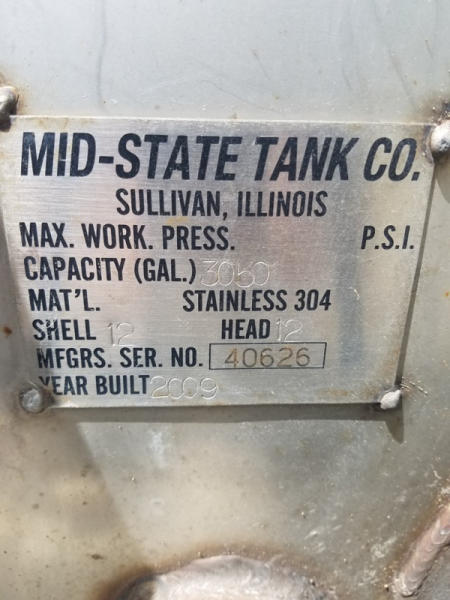 MID-STATE TANK CO.
SULLIVAN, ILLINOIS
MAX. WORK. PRESS. P.S.I.
CAPACITY (GAL.) 3050
MAT'L. STAINLESS 304
SHELL 12 HEAD 12
MFGRS. SER. NO. 40626
YEAR BUILT 2009